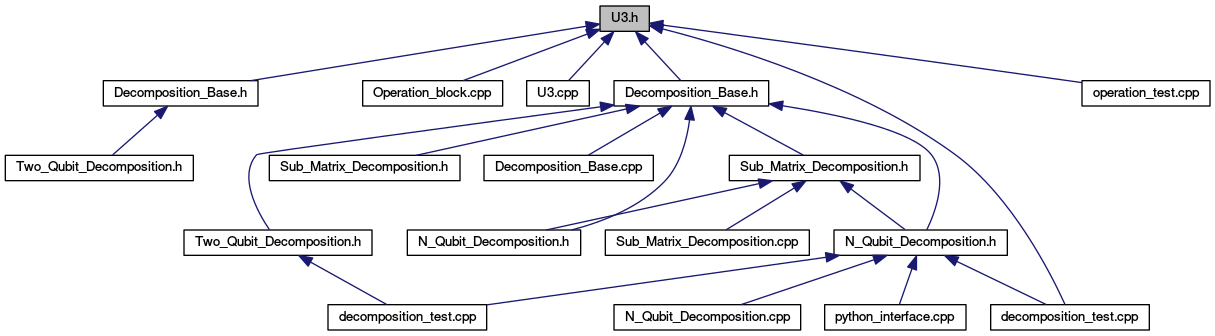 U3.h
Decomposition_Base.h
Operation_block.cpp
U3.cpp
Decomposition_Base.h
operation_test.cpp
Two_Qubit_Decomposition.h
Sub_Matrix_Decomposition.h
Decomposition_Base.cpp
Sub_Matrix_Decomposition.h
Two_Qubit_Decomposition.h
N_Qubit_Decomposition.h
Sub_Matrix_Decomposition.cpp
N_Qubit_Decomposition.h
decomposition_test.cpp
N_Qubit_Decomposition.cpp
python_interface.cpp
decomposition_test.cpp